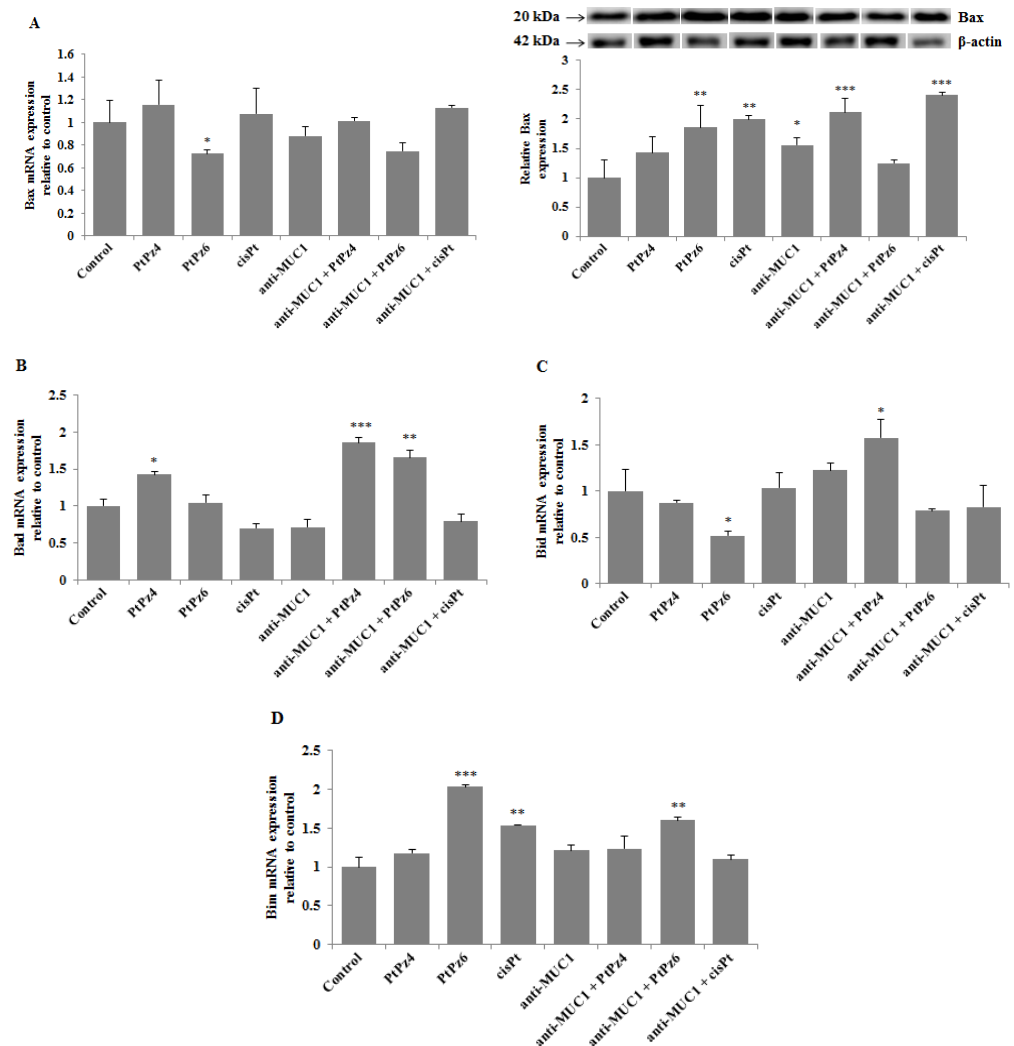 A
Bax mRNA expression
relative to control
1.6
1.4
1.2
1
0.8
0.6
0.4
0.2
0
*
Control
PtPz4
PtPz6
cisPt
anti-MUC1
anti-MUC1 + PtPz4
anti-MUC1 + PtPz6
anti-MUC1 + cisPt
20 kDa → Bax
42 kDa → β-actin
Relative Bax
expression
3
2.5
2
1.5
1
0.5
0
** ** * *** ***
Control
PtPz4
PtPz6
cisPt
anti-MUC1
anti-MUC1 + PtPz4
anti-MUC1 + PtPz6
anti-MUC1 + cisPt
B
Bad mRNA expression
relative to control
2.5
2
1.5
1
0.5
0
* *** **
Control
PtPz4
PtPz6
cisPt
anti-MUC1
anti-MUC1 + PtPz4
anti-MUC1 + PtPz6
anti-MUC1 + cisPt
C
Bid mRNA expression
relative to control
2
1.5
1
0.5
0
* *
Control
PtPz4
PtPz6
cisPt
anti-MUC1
anti-MUC1 + PtPz4
anti-MUC1 + PtPz6
anti-MUC1 + cisPt
D
Bim mRNA expression
relative to control
2.5
2
1.5
1
0.5
0
*** ** **
Control
PtPz4
PtPz6
cisPt
anti-MUC1
anti-MUC1 + PtPz4
anti-MUC1 + PtPz6
anti-MUC1 + cisPt